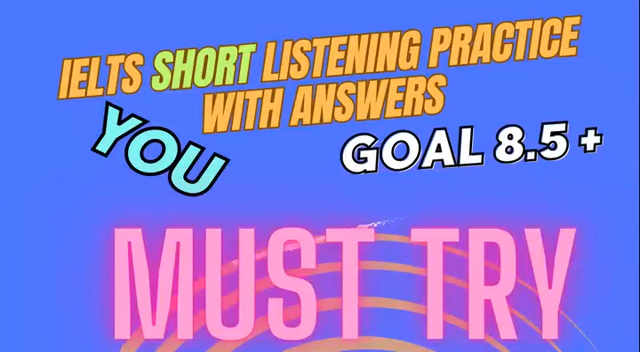 IELTS SHORT LISTENING PRACTICE
WITH ANSWERS
YOU
GOAL 8.5 +
MUST TRY